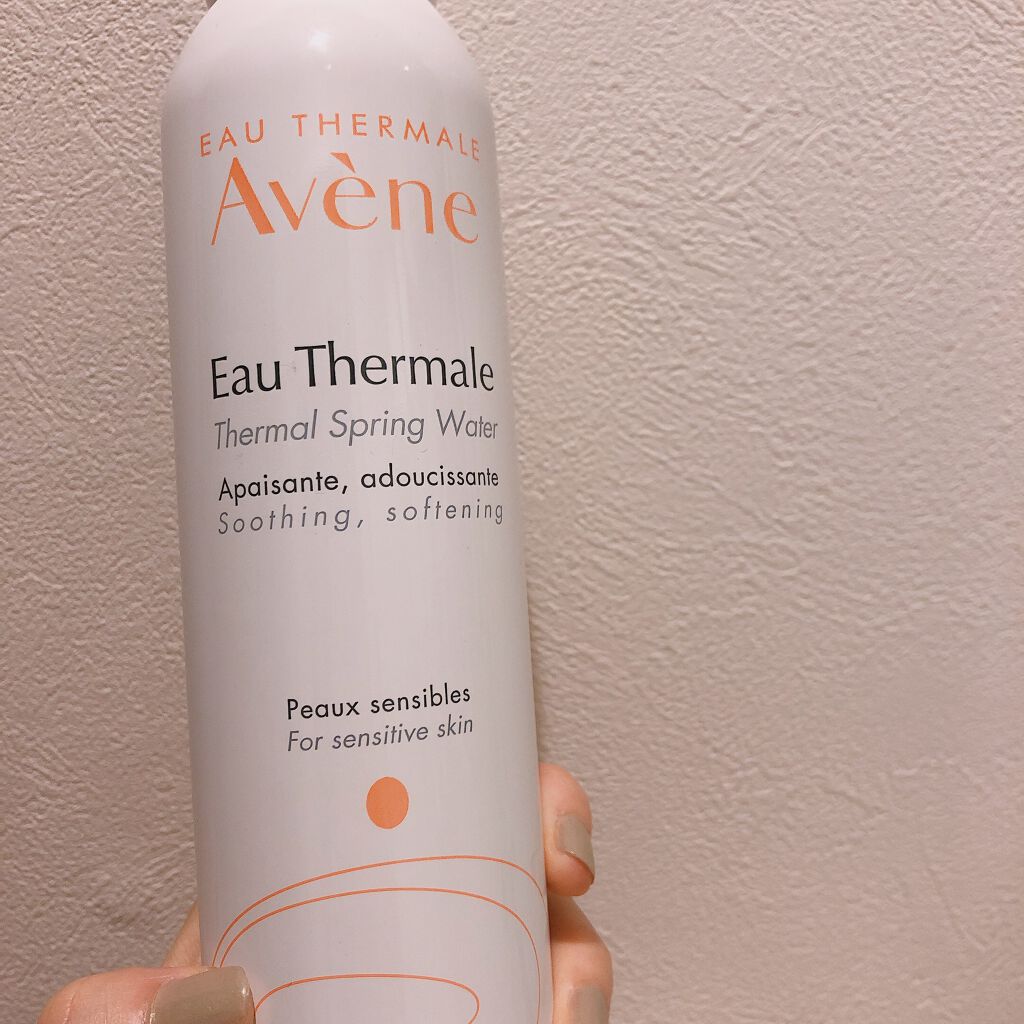 EAU THERMALE
Avène
Eau Thermale
Thermal Spring Water
Apaisante, adoucissante
Soothing, softening
Peaux sensibles
For sensitive skin